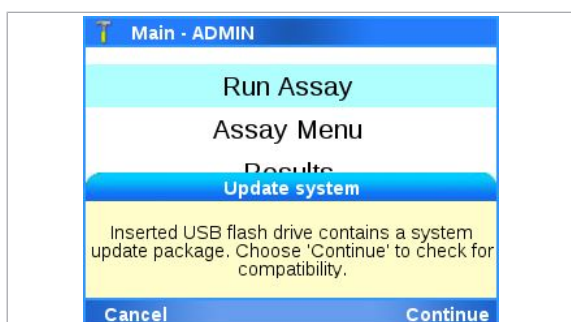 Main - ADMIN
Run Assay
Assay Menu
Results
Update system
Inserted USB flash drive contains a system
update package. Choose 'Continue' to check for
compatibility.
Cancel
Continue